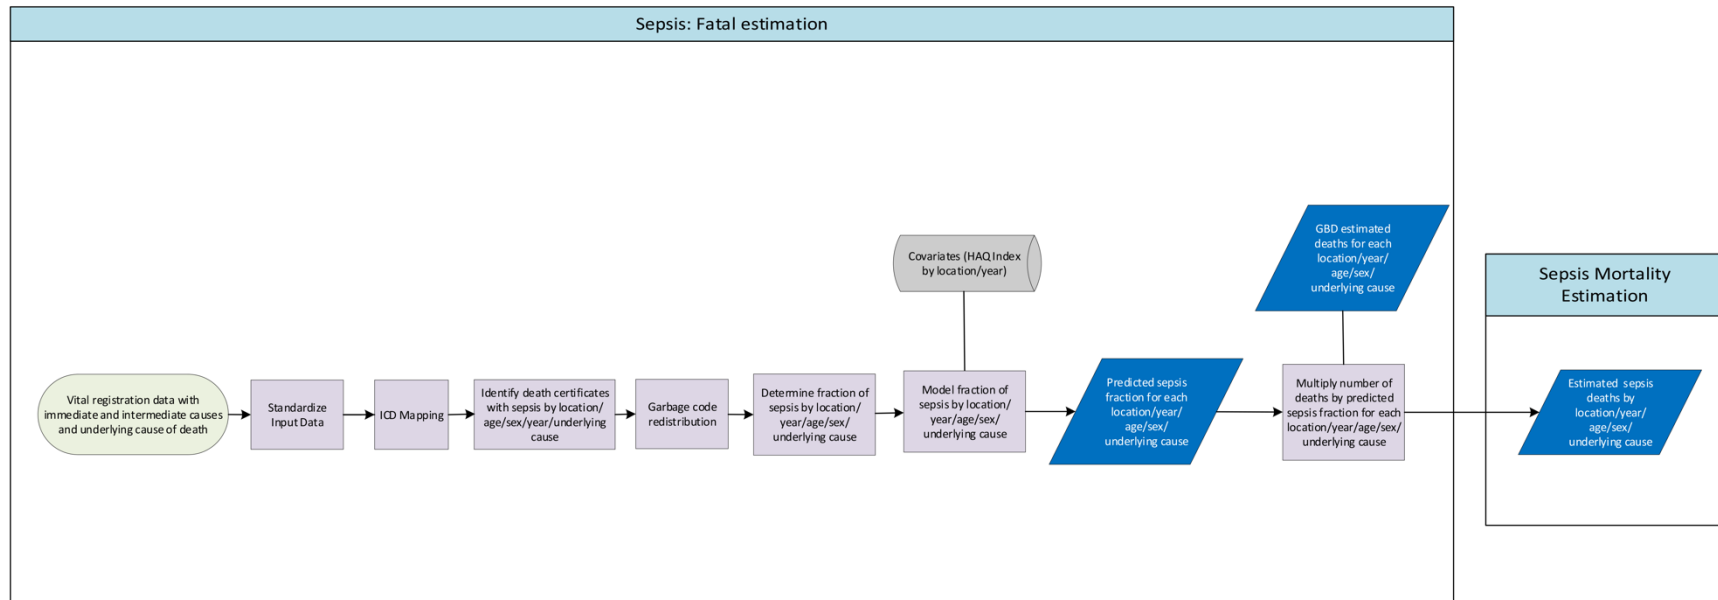 Sepsis: Fatal estimation
Vital registration data with
immediate and intermediate causes
and underlying cause of death
Standardize
Input Data
ICD Mapping
Identify death certificates
with sepsis by location/
age/sex/year/underlying
cause
Garbage code
redistribution
Determine fraction of
sepsis by location/
year/age/sex/
underlying cause
Covariates (HAQ Index
by location/year)
Model fraction of
sepsis by location/
year/age/sex/
underlying cause
Predicted sepsis
fraction for each
location/year/
age/sex/
underlying cause
GBD estimated
deaths for each
location/year/
age/sex/
underlying cause
Multiply number of
deaths by predicted
sepsis fraction for each
location/year/age/sex/
underlying cause
Sepsis Mortality
Estimation
Estimated sepsis
deaths by
location/year/
age/sex/
underlying cause